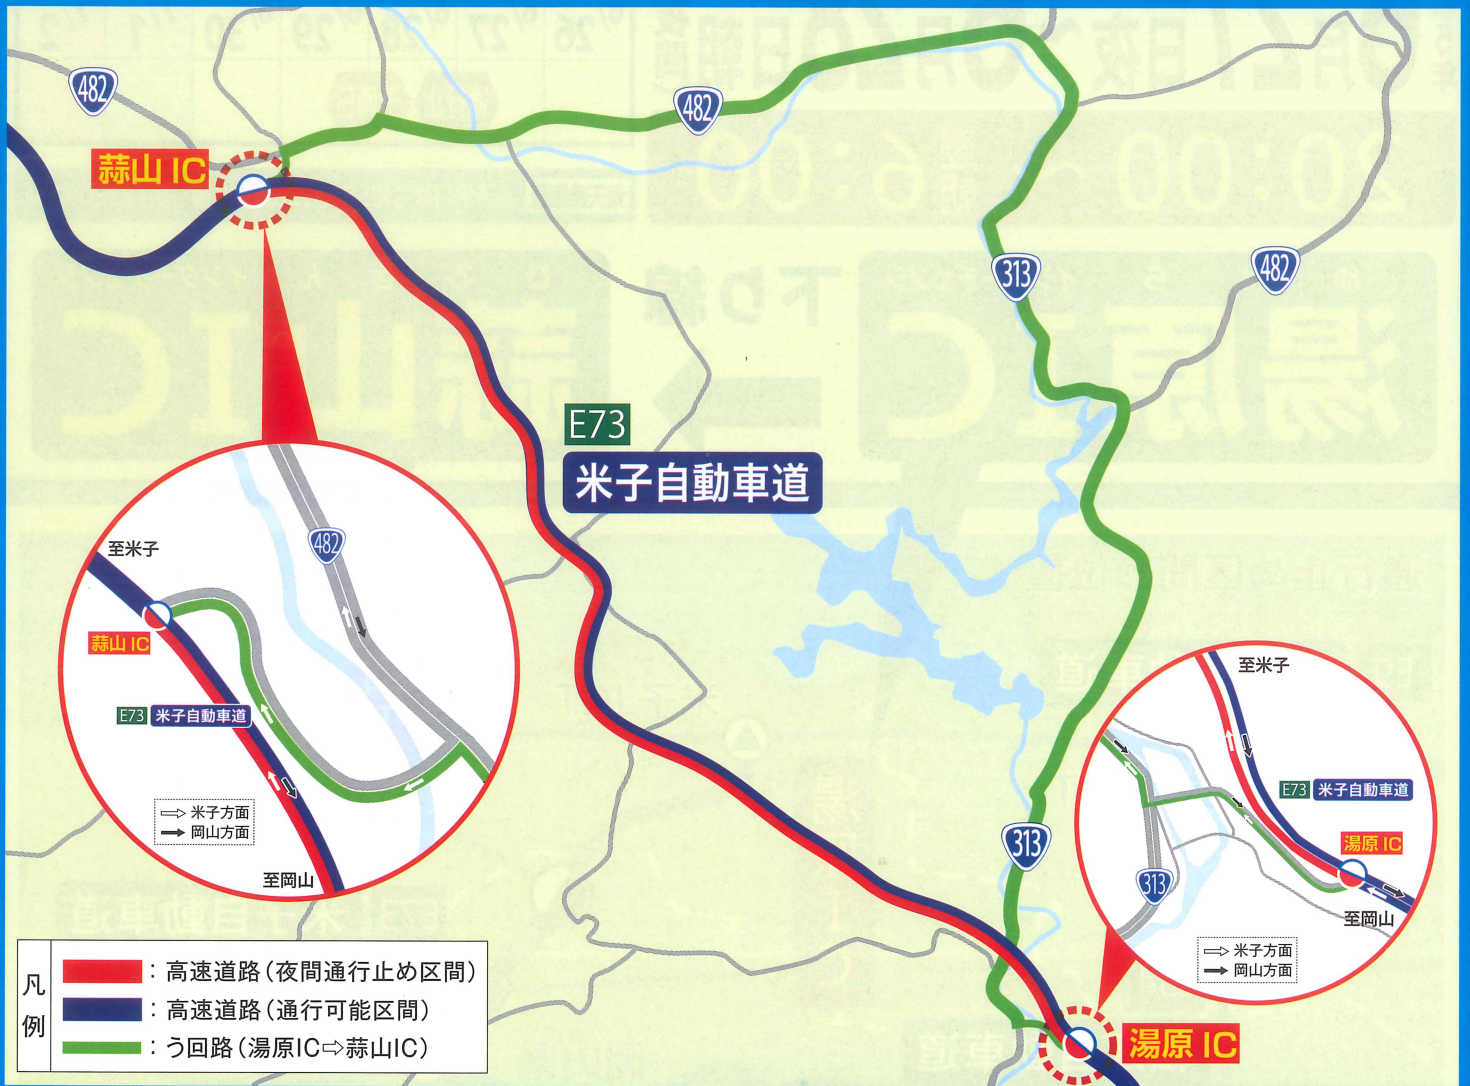 482
蒜山 IC
482
313
482
E73
米子自動車道
482
至米子
蒜山 IC
E73 米子自動車道
⇨ 米子方面
➡ 岡山方面
至岡山
313
至米子
E73 米子自動車道
湯原 IC
313
至岡山
⇨ 米子方面
➡ 岡山方面
湯原 IC
凡例
：高速道路（夜間通行止め区間）
：高速道路（通行可能区間）
：う回路（湯原IC⇨蒜山IC）